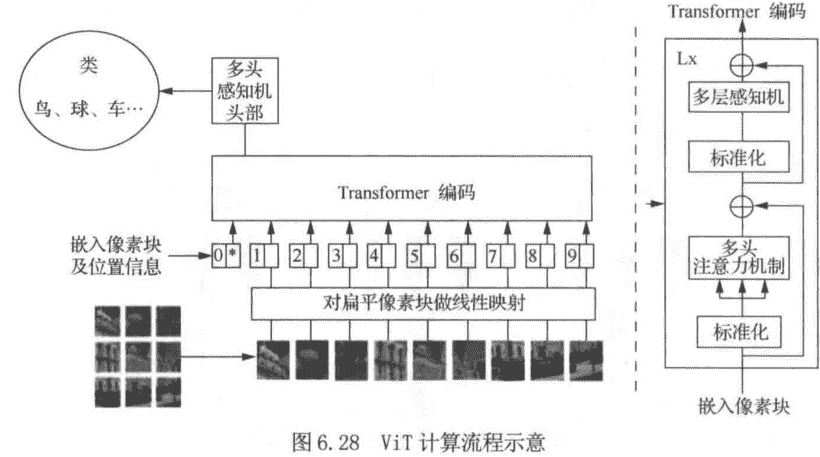 类
鸟、球、车…
多头
感知机
头部
Transformer 编码
嵌入像素块
及位置信息
0 * 1 2 3 4 5 6 7 8 9
对扁平像素块做线性映射
Transformer 编码
Lx
多层感知机
标准化
多头
注意力机制
标准化
嵌入像素块
图 6.28 ViT 计算流程示意